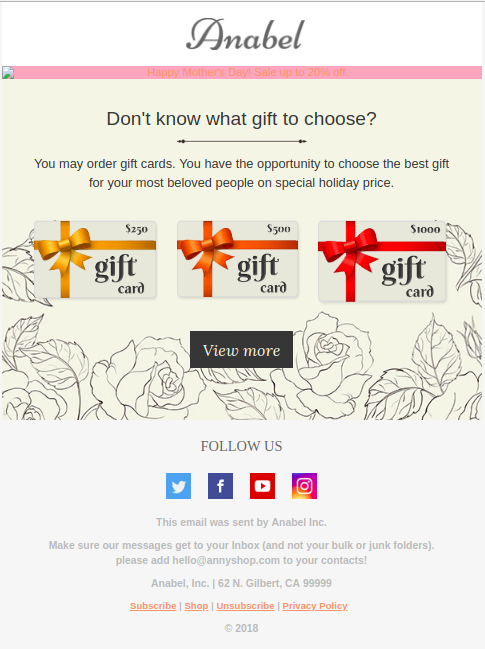 Anabel
Happy Mother's Day! Sale up to 20% off.
Don't know what gift to choose?
You may order gift cards. You have the opportunity to choose the best gift
for your most beloved people on special holiday price.
$250 $500 $1000
gift gift gift
card card card
View more
FOLLOW US
This email was sent by Anabel Inc.
Make sure our messages get to your Inbox (and not your bulk or junk folders).
please add hello@annyshop.com to your contacts!
Anabel, Inc. | 62 N. Gilbert, CA 99999
Subscribe | Shop | Unsubscribe | Privacy Policy
© 2018